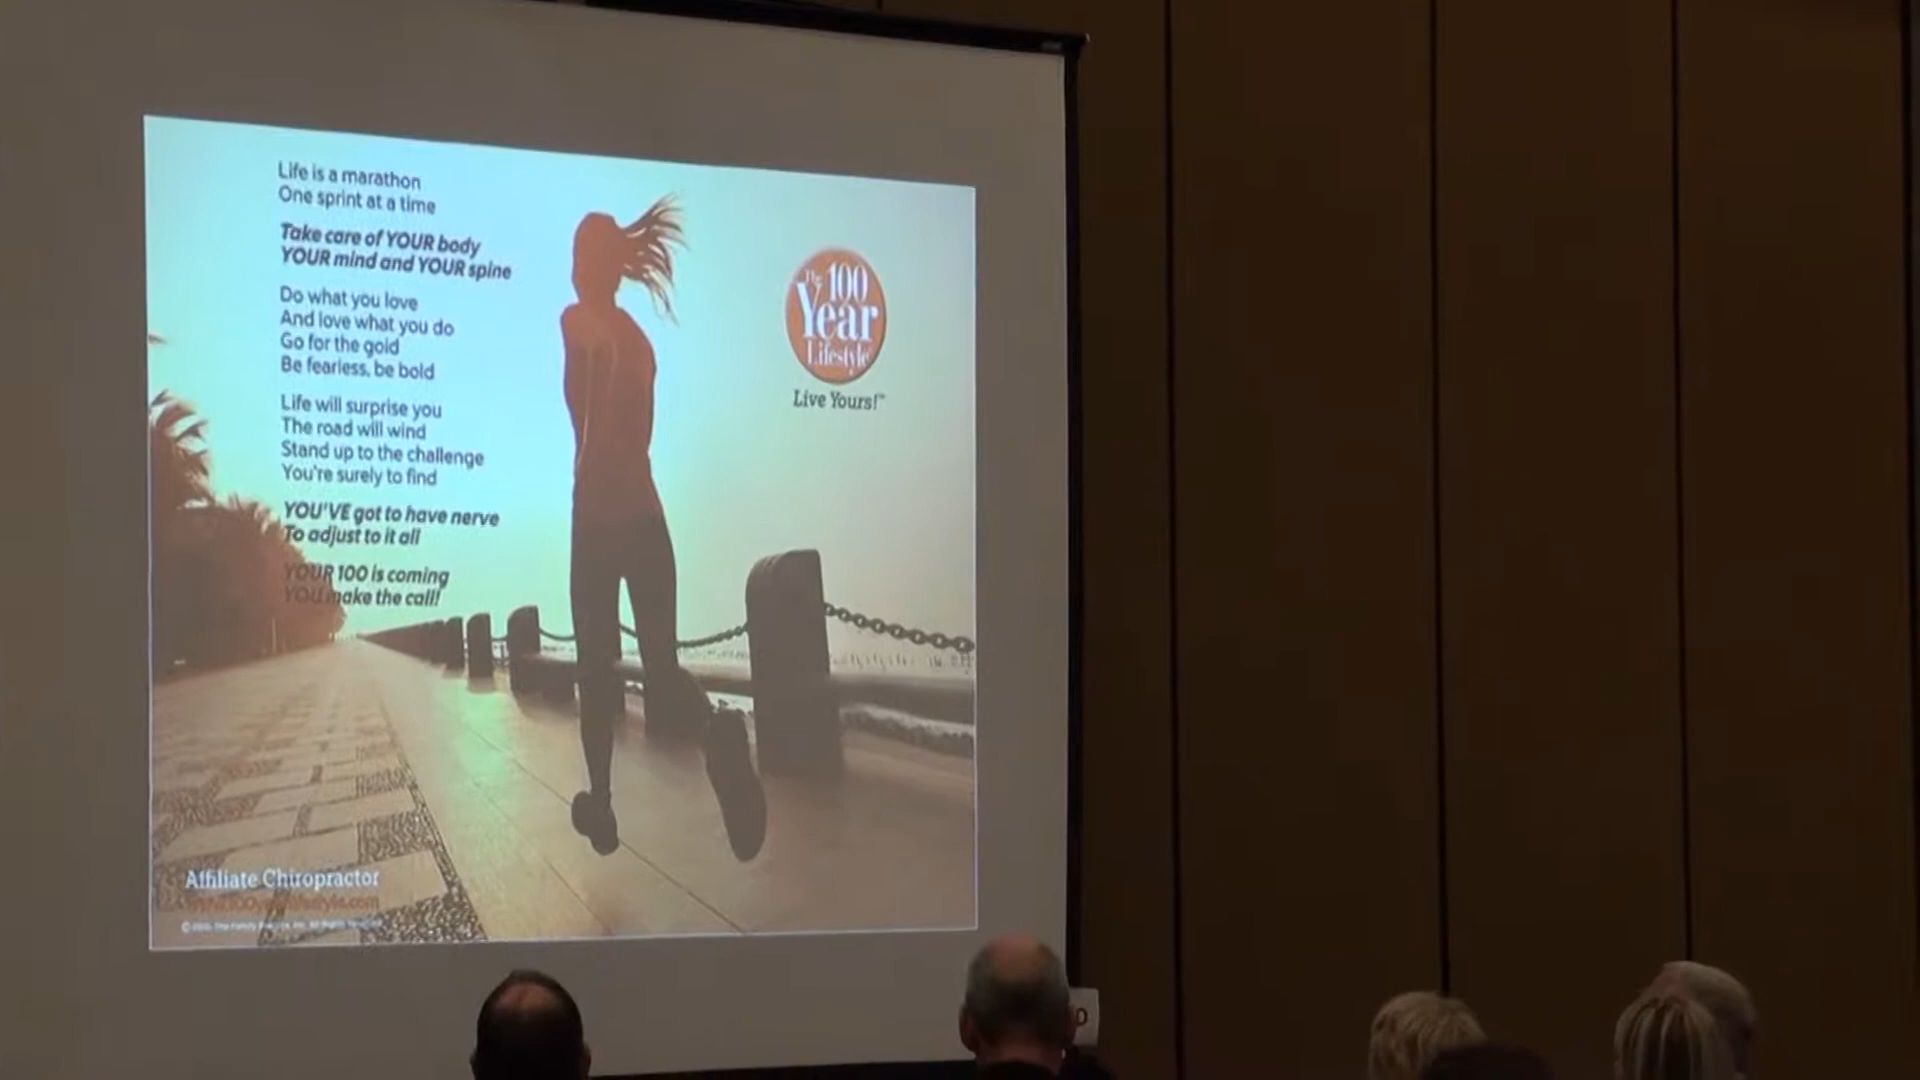 Life is a marathon
One sprint at a time
Take care of YOUR body
YOUR mind and YOUR spine
Do what you love
And love what you do
Go for the gold
Be fearless, be bold
Life will surprise you
The road will wind
Stand up to the challenge
You're surely to find
YOU'VE got to have nerve
To adjust to it all
YOUR 100 is coming
YOU make the call!
The 100
Year
Lifestyle
Live Yours!™
Affiliate Chiropractor